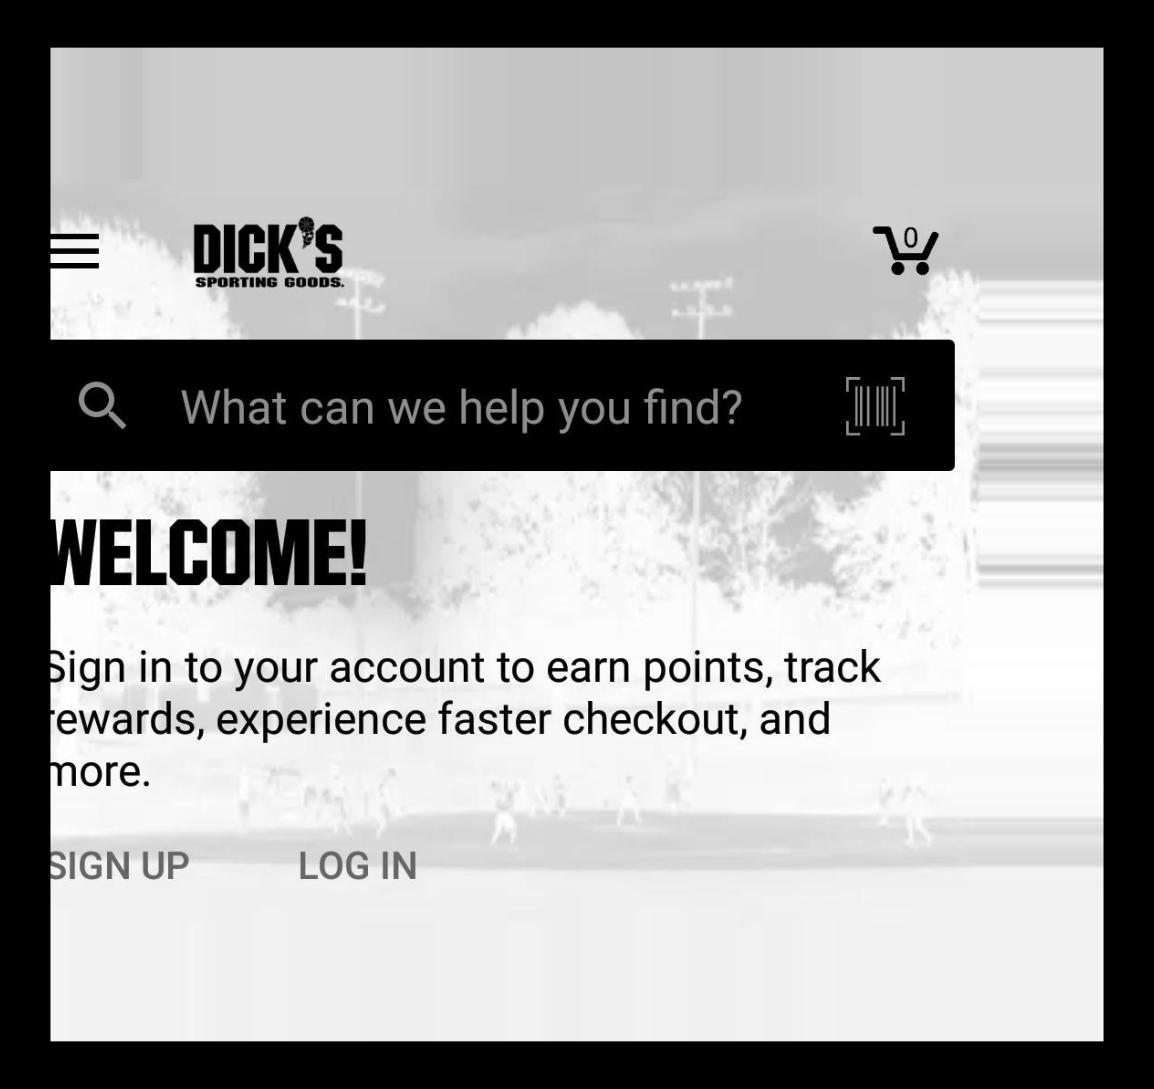 DICK'S
SPORTING GOODS.
0
What can we help you find?
WELCOME!
Sign in to your account to earn points, track
rewards, experience faster checkout, and
more.
SIGN UP LOG IN